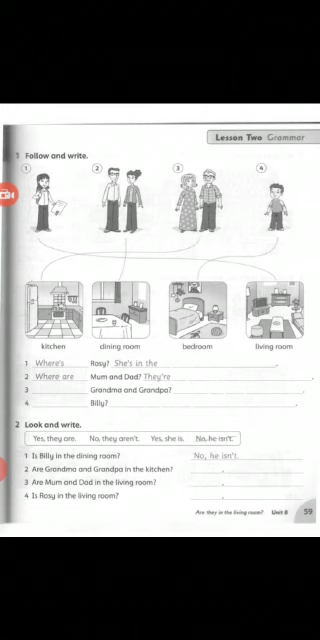 Lesson Two Grammar
1 Follow and write.
1 2 3 4
kitchen dining room bedroom living room
1 Where's Rosy? She's in the .
2 Where are Mum and Dad? They're .
3 Grandma and Grandpa? .
4 Billy? .
2 Look and write.
Yes, they are. No, they aren't. Yes, she is. No, he isn't.
1 Is Billy in the dining room? No, he isn't.
2 Are Grandma and Grandpa in the kitchen? .
3 Are Mum and Dad in the living room? .
4 Is Rosy in the living room? .
Are they in the living room? Unit 8 59